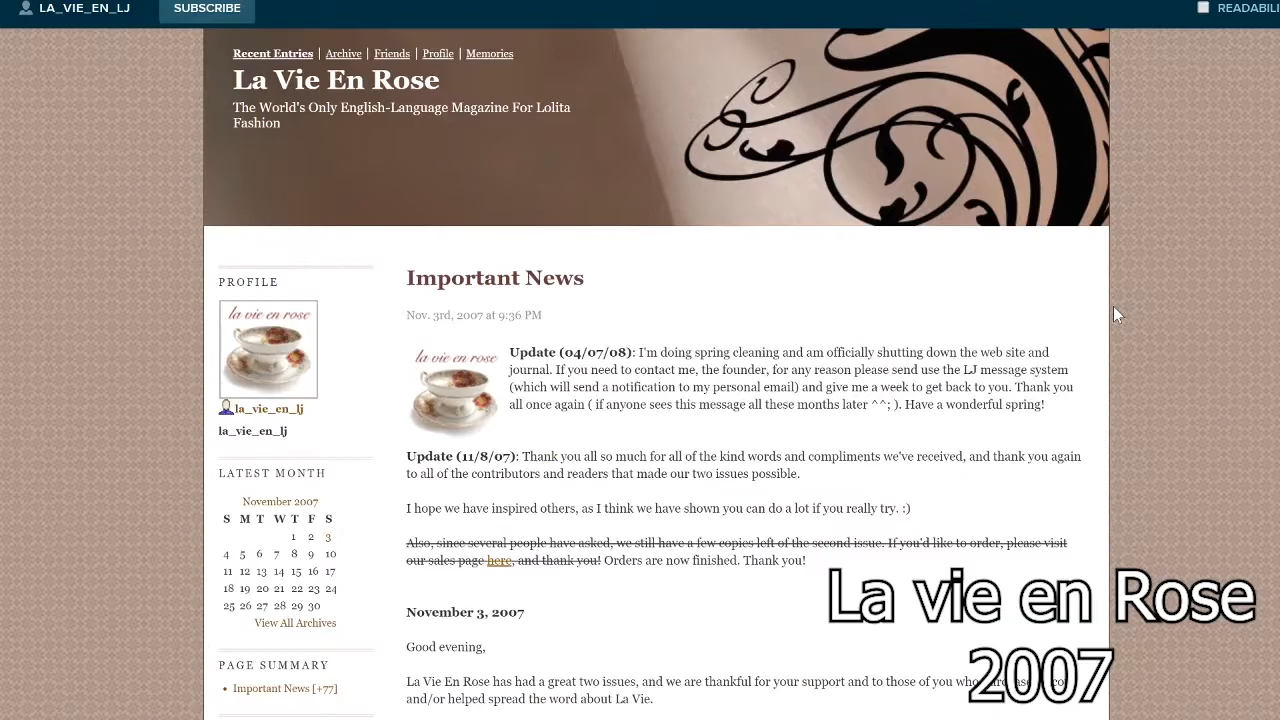 LA_VIE_EN_LJ
SUBSCRIBE
Recent Entries | Archive | Friends | Profile | Memories
La Vie En Rose
The World's Only English-Language Magazine For Lolita
Fashion
PROFILE
la vie en rose
la_vie_en_lj
la_vie_en_lj
LATEST MONTH
November 2007
S M T W T F S
1 2 3
4 5 6 7 8 9 10
11 12 13 14 15 16 17
18 19 20 21 22 23 24
25 26 27 28 29 30
View All Archives
PAGE SUMMARY
• Important News [+77]
Important News
Nov. 3rd, 2007 at 9:36 PM
la vie en rose
Update (04/07/08): I'm doing spring cleaning and am officially shutting down the web site and
journal. If you need to contact me, the founder, for any reason please send use the LJ message system
(which will send a notification to my personal email) and give me a week to get back to you. Thank you
all once again ( if anyone sees this message all these months later ^^; ). Have a wonderful spring!
Update (11/8/07): Thank you all so much for all of the kind words and compliments we've received, and thank you again
to all of the contributors and readers that made our two issues possible.
I hope we have inspired others, as I think we have shown you can do a lot if you really try. :)
Also, since several people have asked, we still have a few copies left of the second issue. If you'd like to order, please visit
our sales page here, and thank you! Orders are now finished. Thank you!
November 3, 2007
Good evening,
La Vie En Rose has had a great two issues, and we are thankful for your support and to those of you who
and/or helped spread the word about La Vie.
La vie en Rose
2007